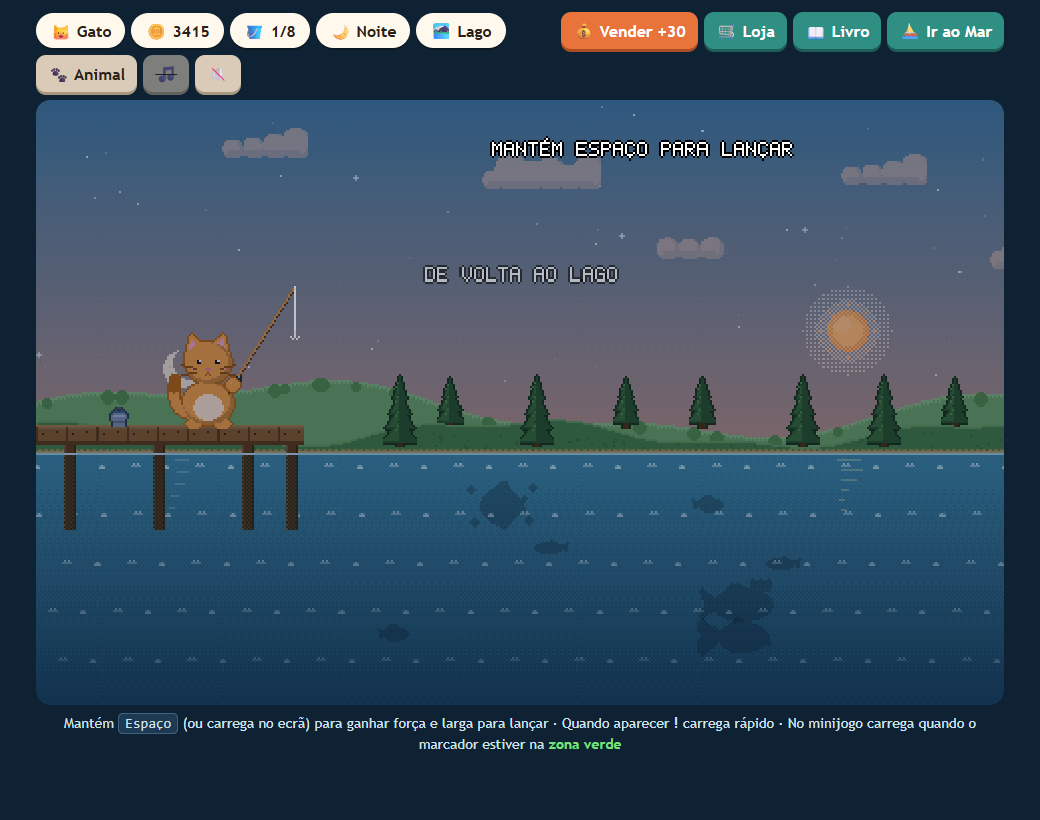 Gato
3415
1/8
Noite
Lago
Vender +30
Loja
Livro
Ir ao Mar
Animal
MANTÉM ESPAÇO PARA LANÇAR
DE VOLTA AO LAGO
Mantém Espaço (ou carrega no ecrã) para ganhar força e larga para lançar · Quando aparecer ! carrega rápido · No minijogo carrega quando o
marcador estiver na zona verde